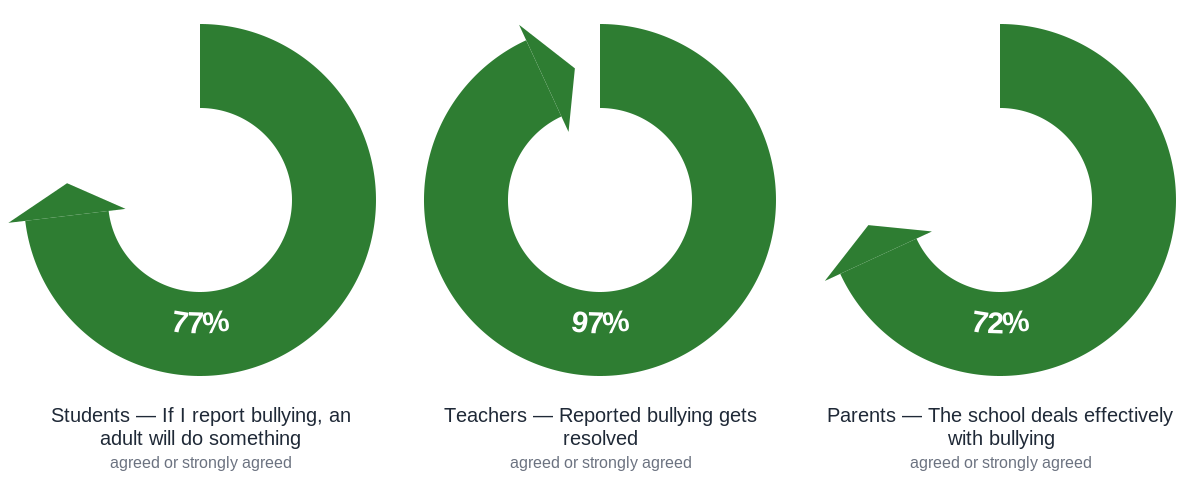 77%
97%
72%
Students — If I report bullying, an
adult will do something
agreed or strongly agreed
Teachers — Reported bullying gets
resolved
agreed or strongly agreed
Parents — The school deals effectively
with bullying
agreed or strongly agreed